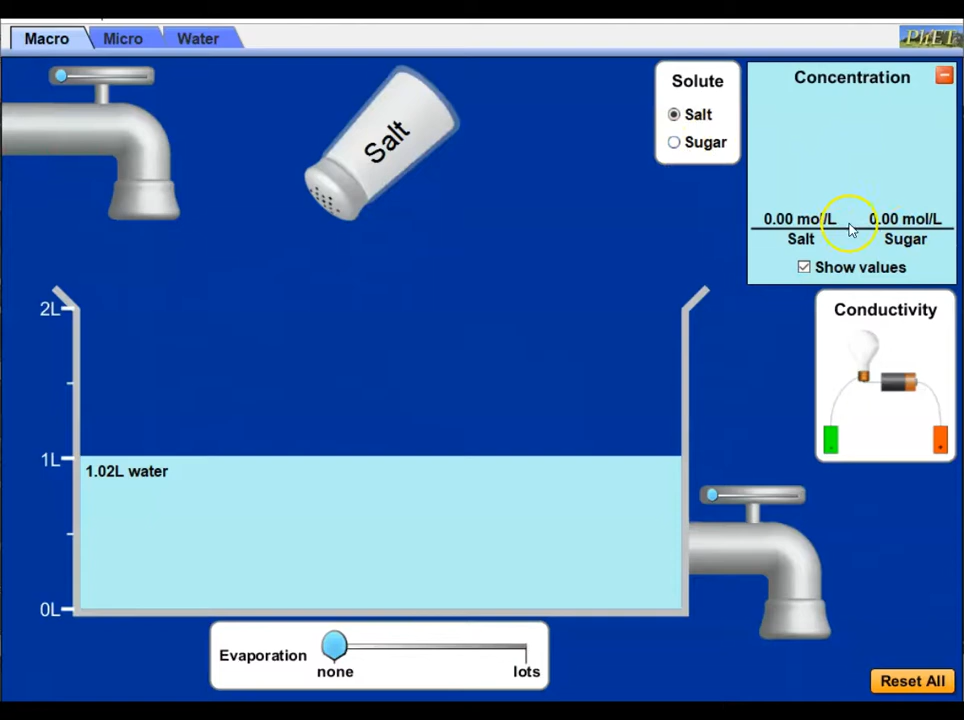 Macro
Micro
Water
PhET
Salt
Solute
Salt
Sugar
Concentration
0.00 mol/L
0.00 mol/L
Salt
Sugar
Show values
Conductivity
2L
1L
0L
1.02L water
Evaporation
none
lots
Reset All